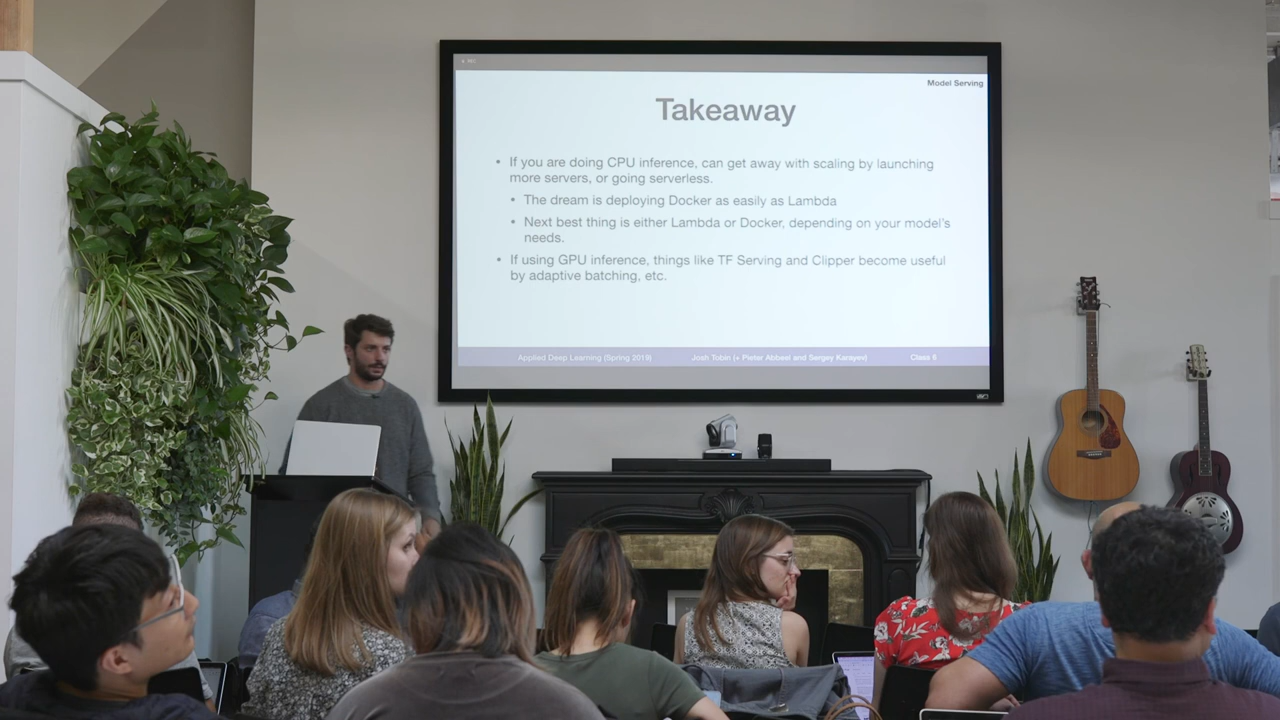 Model Serving
Takeaway
• If you are doing CPU inference, can get away with scaling by launching
more servers, or going serverless.
• The dream is deploying Docker as easily as Lambda
• Next best thing is either Lambda or Docker, depending on your model's
needs.
• If using GPU inference, things like TF Serving and Clipper become useful
by adaptive batching, etc.
Applied Deep Learning (Spring 2019) Josh Tobin (+ Pieter Abbeel and Sergey Karayev) Class 6